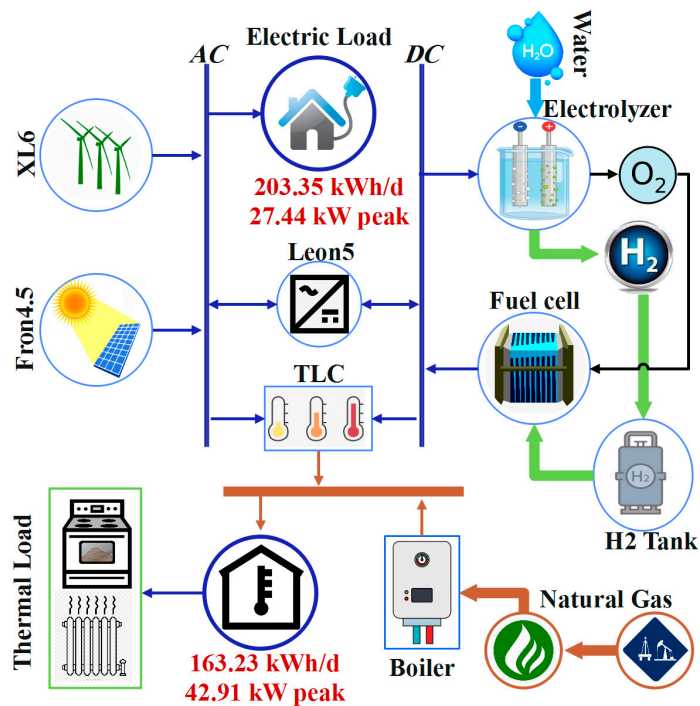 Electric Load
AC
DC
H₂O
Water
XL6
Electrolyzer
O₂
203.35 kWh/d
27.44 kW peak
Leon5
H₂
Fron4.5
Fuel cell
TLC
H₂
H2 Tank
Thermal Load
Natural Gas
Boiler
163.23 kWh/d
42.91 kW peak